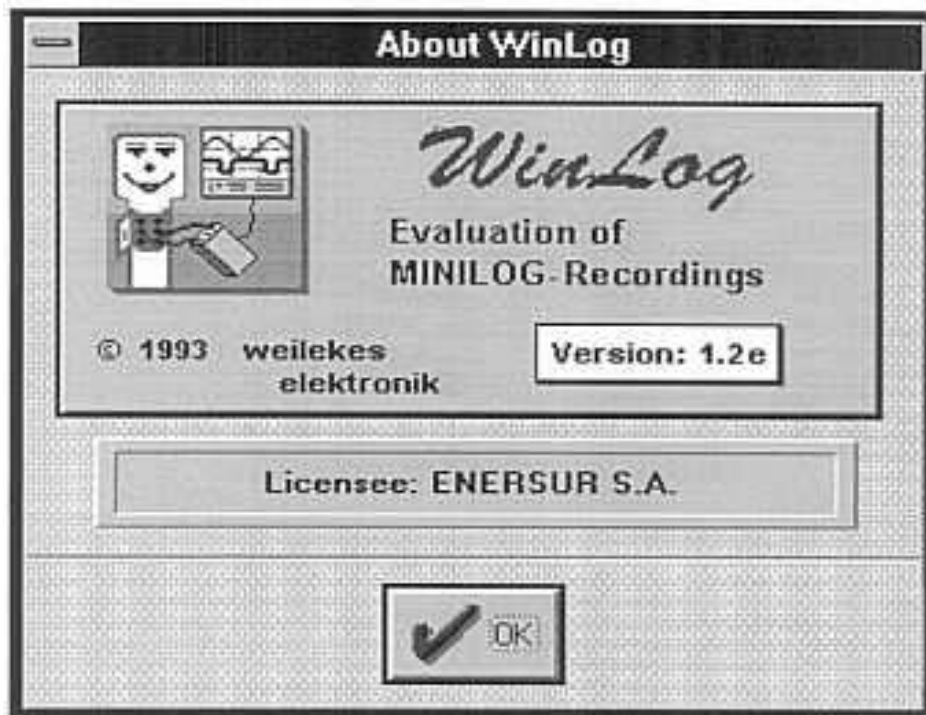 About WinLog
WinLog
Evaluation of
MINILOG-Recordings
© 1993 weilekes
elektronik
Version: 1.2e
Licensee: ENERSUR S.A.
OK